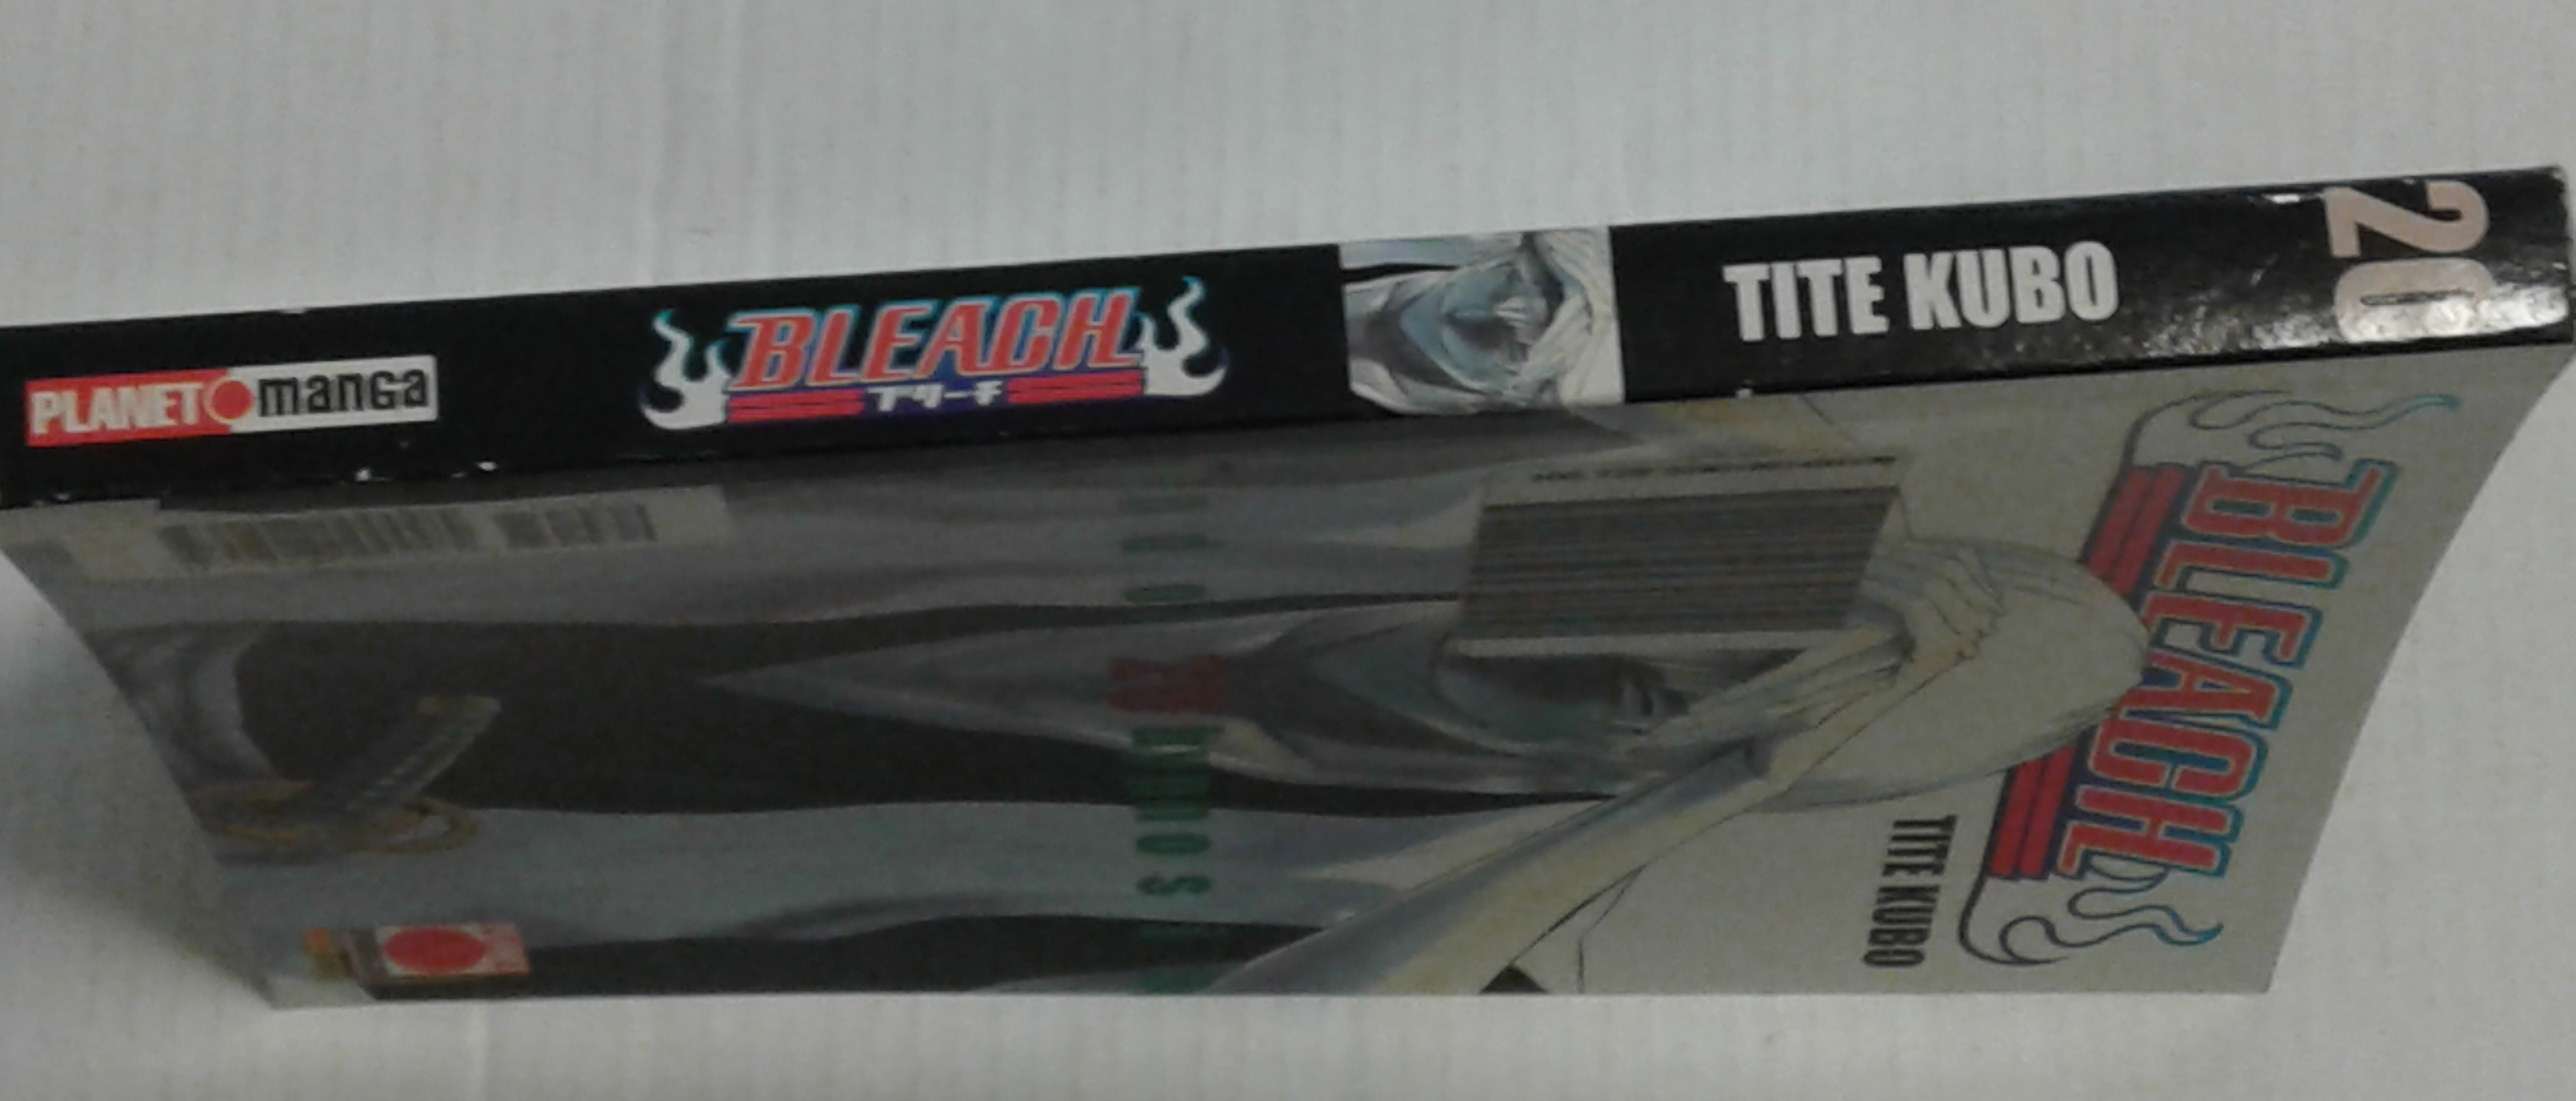 PLANET manga
BLEACH
ブリーチ
TITE KUBO
20
BLEACH
TITE KUBO